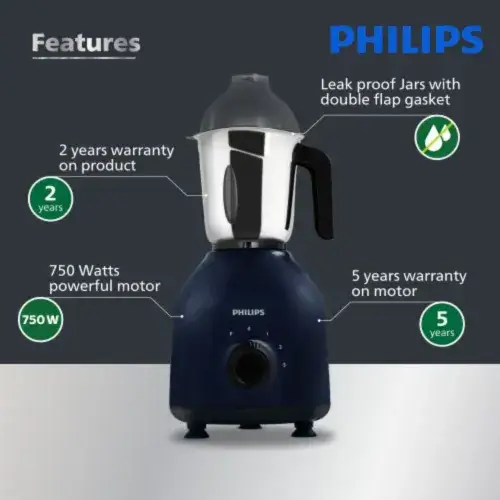 Features
PHILIPS
Leak proof Jars with
double flap gasket
2 years warranty
on product
2
years
750 Watts
powerful motor
750 W
5 years warranty
on motor
5
years
PHILIPS